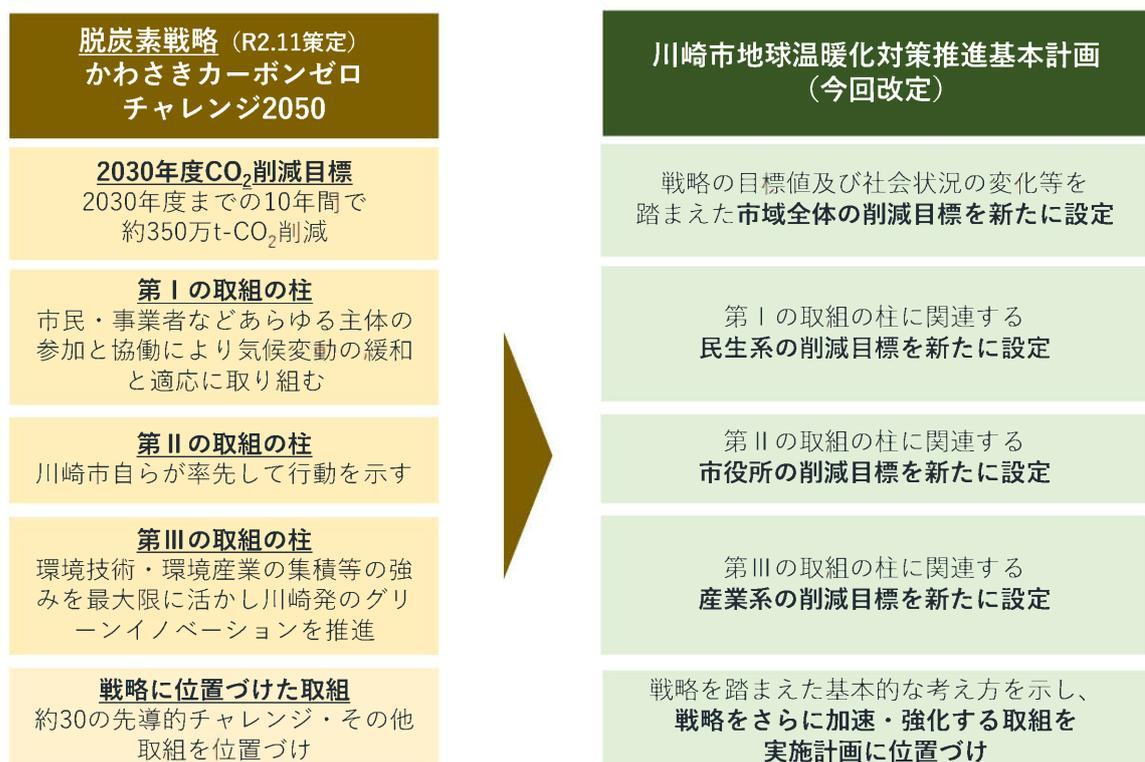 脱炭素戦略（R2.11策定）
かわさきカーボンゼロ
チャレンジ2050
2030年度CO₂削減目標
2030年度までの10年間で
約350万t-CO₂削減
第Ⅰの取組の柱
市民・事業者などあらゆる主体の
参加と協働により気候変動の緩和
と適応に取り組む
第Ⅱの取組の柱
川崎市自らが率先して行動を示す
第Ⅲの取組の柱
環境技術・環境産業の集積等の強
みを最大限に活かし川崎発のグリ
ーンイノベーションを推進
戦略に位置づけた取組
約30の先導的チャレンジ・その他
取組を位置づけ
川崎市地球温暖化対策推進基本計画
（今回改定）
戦略の目標値及び社会状況の変化等を
踏まえた市域全体の削減目標を新たに設定
第Ⅰの取組の柱に関連する
民生系の削減目標を新たに設定
第Ⅱの取組の柱に関連する
市役所の削減目標を新たに設定
第Ⅲの取組の柱に関連する
産業系の削減目標を新たに設定
戦略を踏まえた基本的な考え方を示し、
戦略をさらに加速・強化する取組を
実施計画に位置づけ